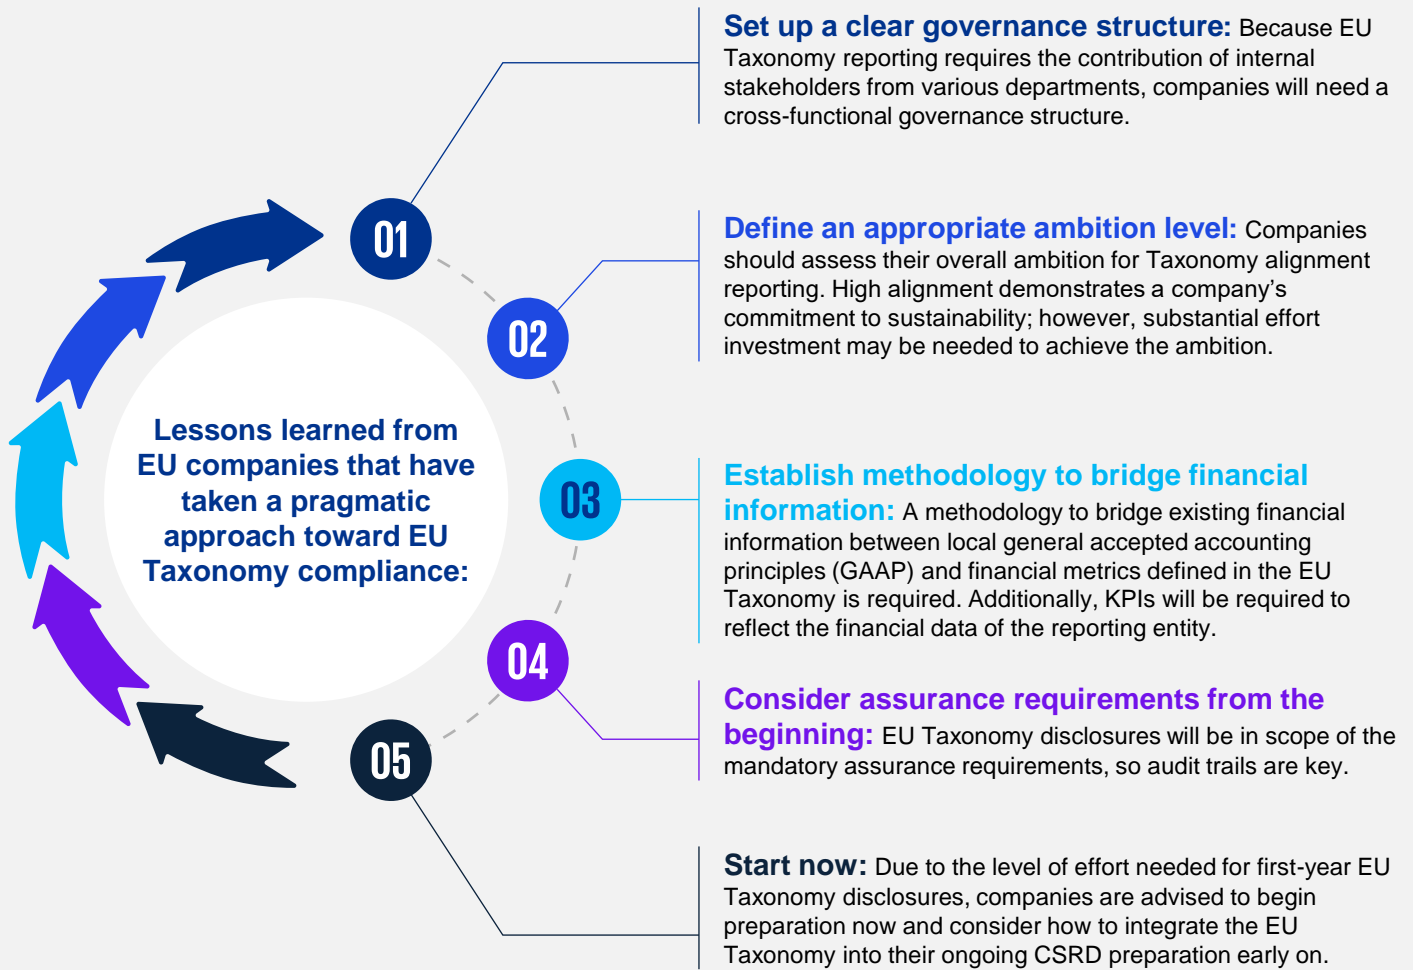 Set up a clear governance structure: Because EU
Taxonomy reporting requires the contribution of internal
stakeholders from various departments, companies will need a
cross-functional governance structure.
01
Define an appropriate ambition level: Companies
should assess their overall ambition for Taxonomy alignment
reporting. High alignment demonstrates a company’s
commitment to sustainability; however, substantial effort
investment may be needed to achieve the ambition.
02
Lessons learned from
EU companies that have
taken a pragmatic
approach toward EU
Taxonomy compliance:
03
Establish methodology to bridge financial
information: A methodology to bridge existing financial
information between local general accepted accounting
principles (GAAP) and financial metrics defined in the EU
Taxonomy is required. Additionally, KPIs will be required to
reflect the financial data of the reporting entity.
04
Consider assurance requirements from the
beginning: EU Taxonomy disclosures will be in scope of the
mandatory assurance requirements, so audit trails are key.
05
Start now: Due to the level of effort needed for first-year EU
Taxonomy disclosures, companies are advised to begin
preparation now and consider how to integrate the EU
Taxonomy into their ongoing CSRD preparation early on.